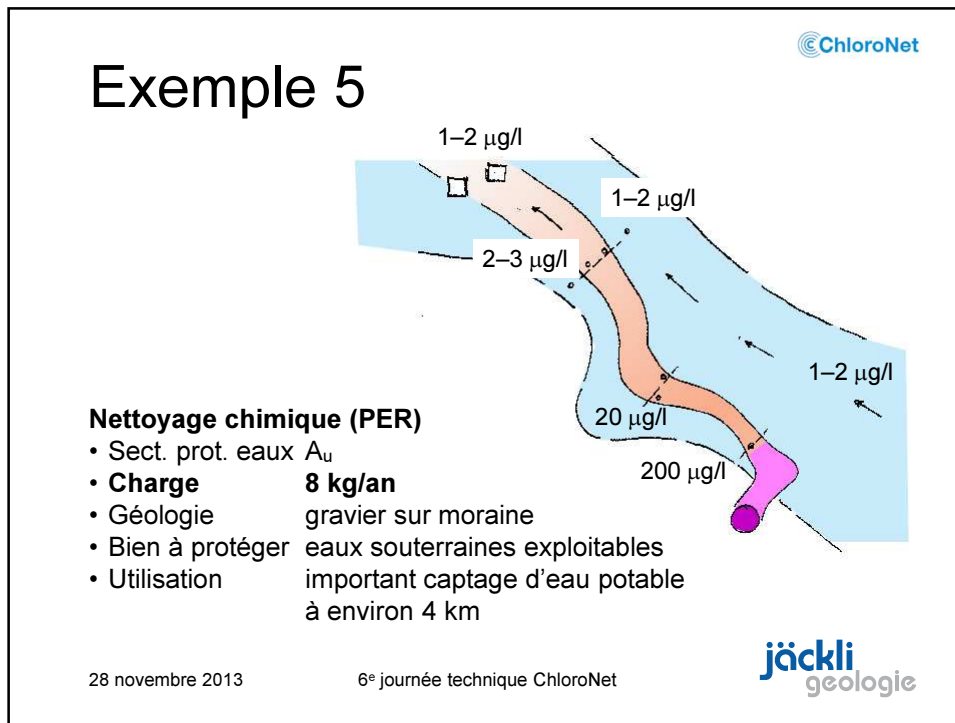 ChloroNet
Exemple 5
1–2 µg/l
1–2 µg/l
2–3 µg/l
1–2 µg/l
20 µg/l
200 µg/l
Nettoyage chimique (PER)
• Sect. prot. eaux Au
• Charge 8 kg/an
• Géologie gravier sur moraine
• Bien à protéger eaux souterraines exploitables
• Utilisation important captage d'eau potable
à environ 4 km
28 novembre 2013 6e journée technique ChloroNet
jäckli
geologie